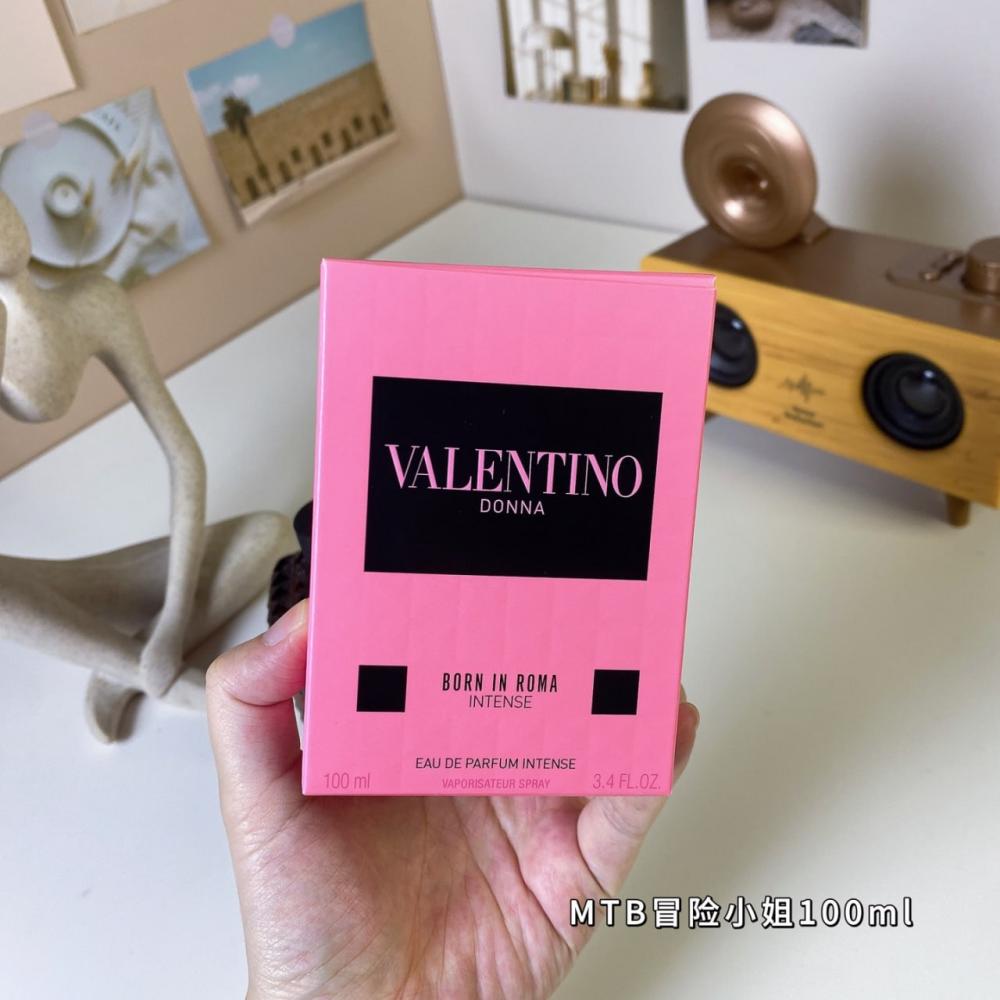 VALENTINO
DONNA
BORN IN ROMA
INTENSE
EAU DE PARFUM INTENSE
100 ml VAPORISATEUR SPRAY 3.4 FL.OZ.
MTB冒险小姐100ml